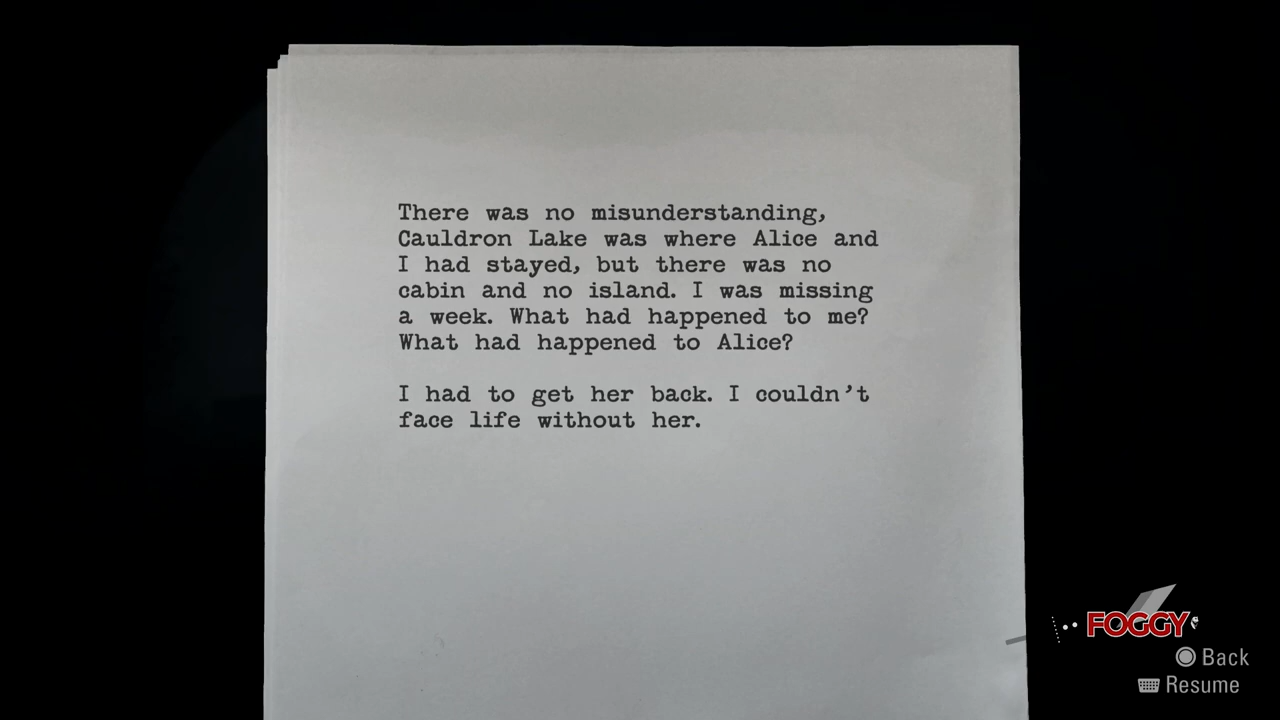 There was no misunderstanding,
Cauldron Lake was where Alice and
I had stayed, but there was no
cabin and no island. I was missing
a week. What had happened to me?
What had happened to Alice?
I had to get her back. I couldn't
face life without her.
FOGGY
Back
Resume